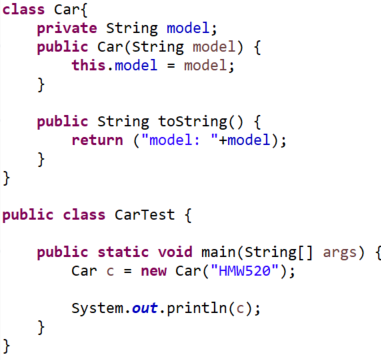 class Car{
    private String model;
    public Car(String model) {
        this.model = model;
    }

    public String toString() {
        return ("model: "+model);
    }
}

public class CarTest {

    public static void main(String[] args) {
        Car c = new Car("HMW520");

        System.out.println(c);
    }
}